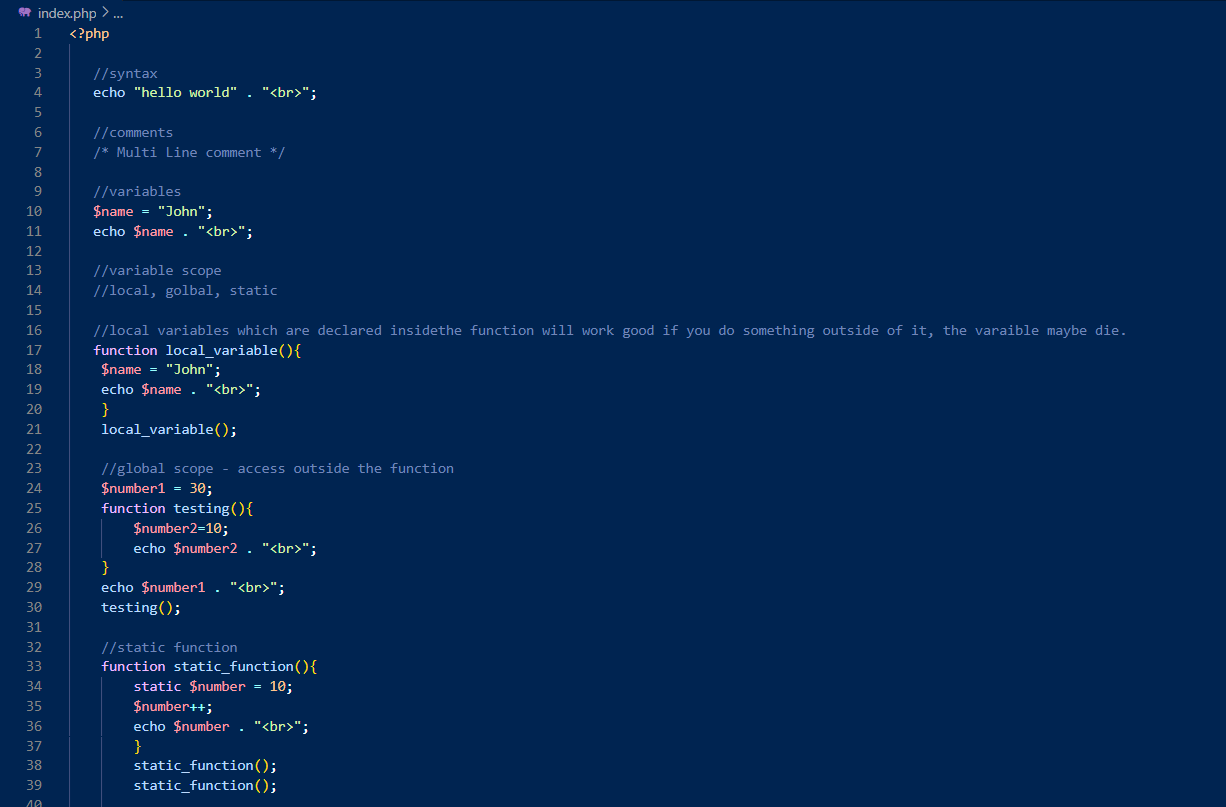 index.php > ...
1 <?php
2
3 //syntax
4 echo "hello world" . "<br>";
5
6 //comments
7 /* Multi Line comment */
8
9 //variables
10 $name = "John";
11 echo $name . "<br>";
12
13 //variable scope
14 //local, golbal, static
15
16 //local variables which are declared insidethe function will work good if you do something outside of it, the varaible maybe die.
17 function local_variable(){
18 $name = "John";
19 echo $name . "<br>";
20 }
21 local_variable();
22
23 //global scope - access outside the function
24 $number1 = 30;
25 function testing(){
26 $number2=10;
27 echo $number2 . "<br>";
28 }
29 echo $number1 . "<br>";
30 testing();
31
32 //static function
33 function static_function(){
34 static $number = 10;
35 $number++;
36 echo $number . "<br>";
37 }
38 static_function();
39 static_function();
40